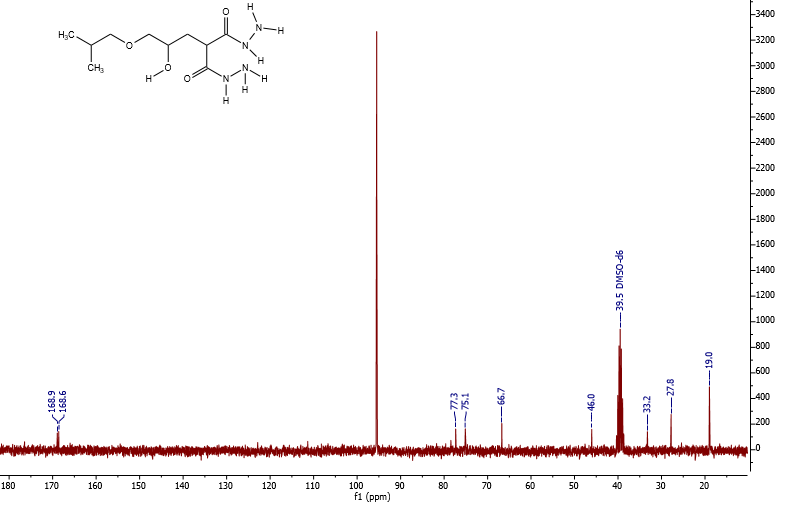 O
H
N
H
H₃C
O
N
H
CH₃
H
O
O
N
N
H
H
H
3400
3200
3000
2800
2600
2400
2200
2000
1800
1600
1400
1200
1000
800
600
400
200
0
168.9
168.6
77.3
75.1
66.7
46.0
39.5 DMSO-d6
33.2
27.8
19.0
180 170 160 150 140 130 120 110 100 90 80 70 60 50 40 30 20
f1 (ppm)